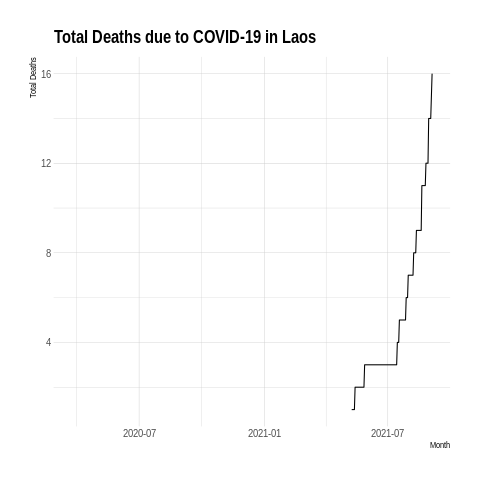 Total Deaths due to COVID-19 in Laos
Total Deaths
16
12
8
4
2020-07
2021-01
2021-07
Month